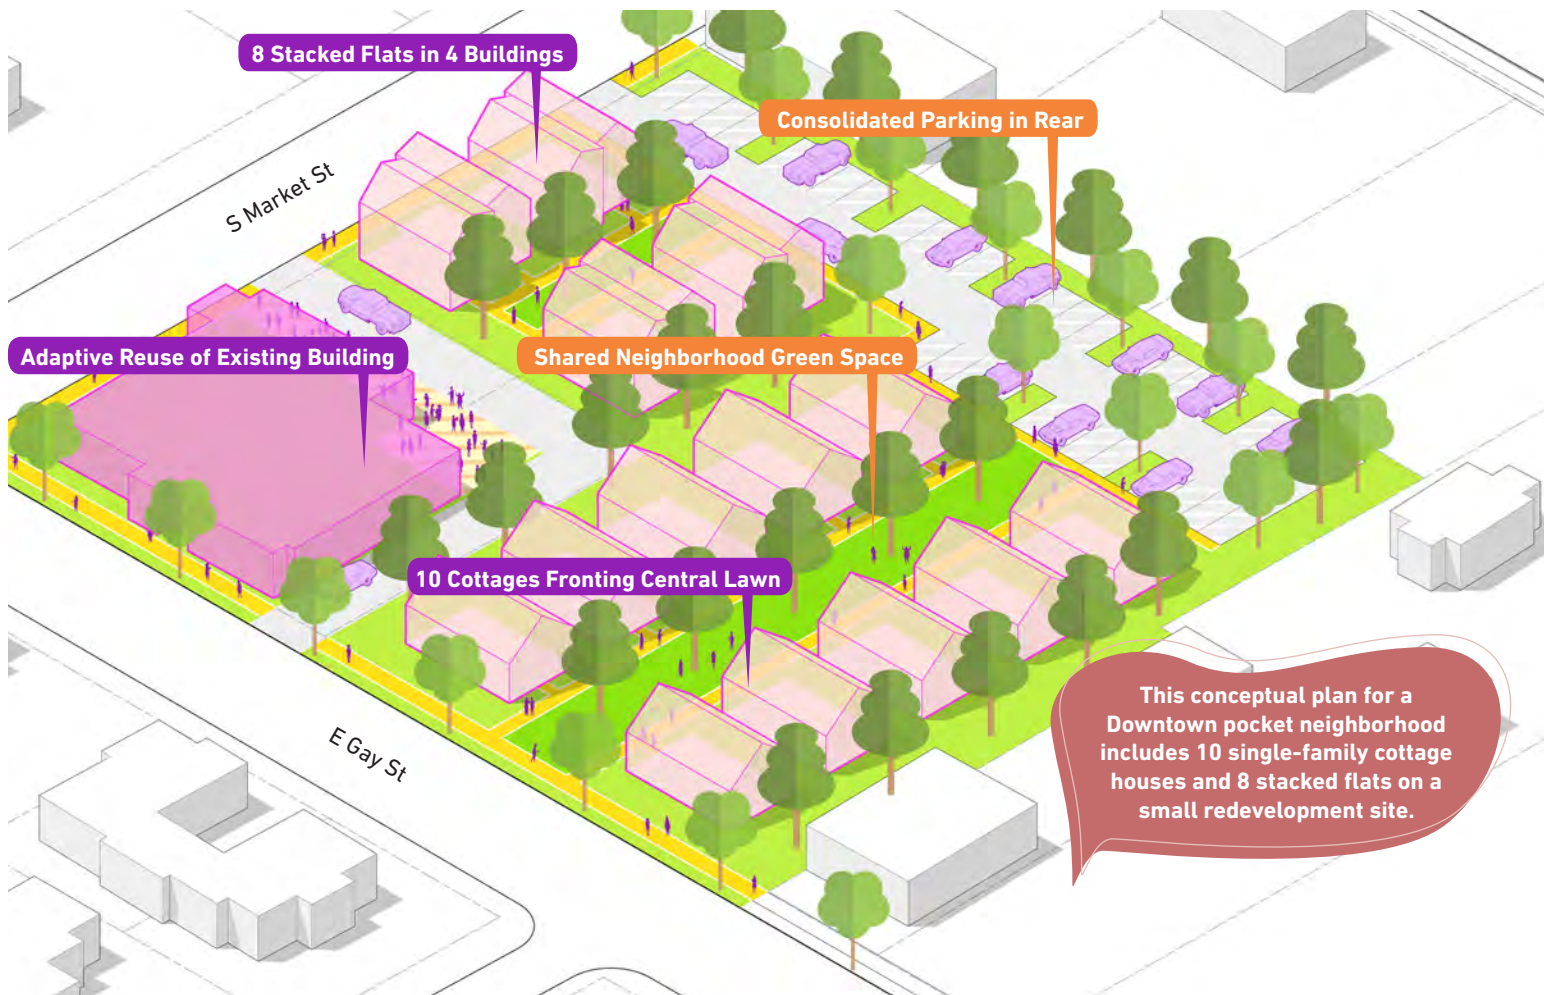 8 Stacked Flats in 4 Buildings
Consolidated Parking in Rear
S Market St
Adaptive Reuse of Existing Building
Shared Neighborhood Green Space
10 Cottages Fronting Central Lawn
E Gay St
This conceptual plan for a
Downtown pocket neighborhood
includes 10 single-family cottage
houses and 8 stacked flats on a
small redevelopment site.